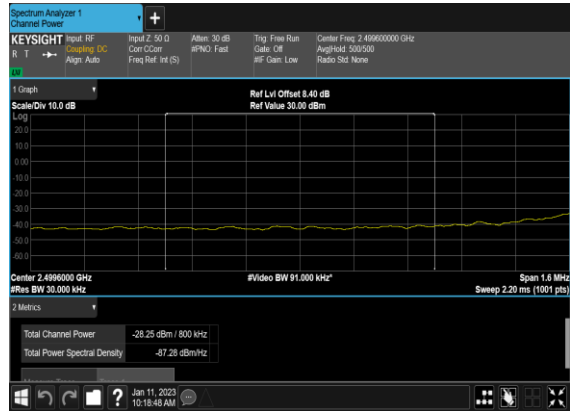 Spectrum Analyzer 1
Channel Power
KEYSIGHT
R T
Input: RF
Coupling: DC
Align: Auto
Input Z: 50 Ω
Corr CCorr
Freq Ref: Int (S)
Atten: 30 dB
#PNO: Fast
Trig: Free Run
Gate: Off
#IF Gain: Low
Center Freq: 2.499600000 GHz
Avg|Hold: 500/500
Radio Std: None
1 Graph
Scale/Div 10.0 dB
Ref Lvl Offset 8.40 dB
Ref Value 30.00 dBm
Log
20.0
10.0
0.00
-10.0
-20.0
-30.0
-40.0
-50.0
-60.0
Center 2.4996000 GHz
#Video BW 91.000 kHz*
Span 1.6 MHz
#Res BW 30.000 kHz
Sweep 2.20 ms (1001 pts)
2 Metrics
Total Channel Power -28.25 dBm / 800 kHz
Total Power Spectral Density -87.28 dBm/Hz
?
Jan 11, 2023
10:18:48 AM